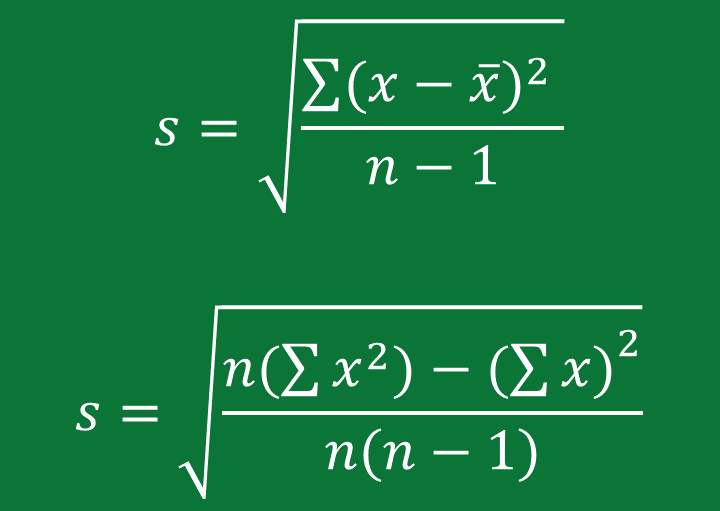 s = √(∑(x − x̄)² / (n − 1))
s = √((n(∑ x²) − (∑ x)²) / (n(n − 1)))